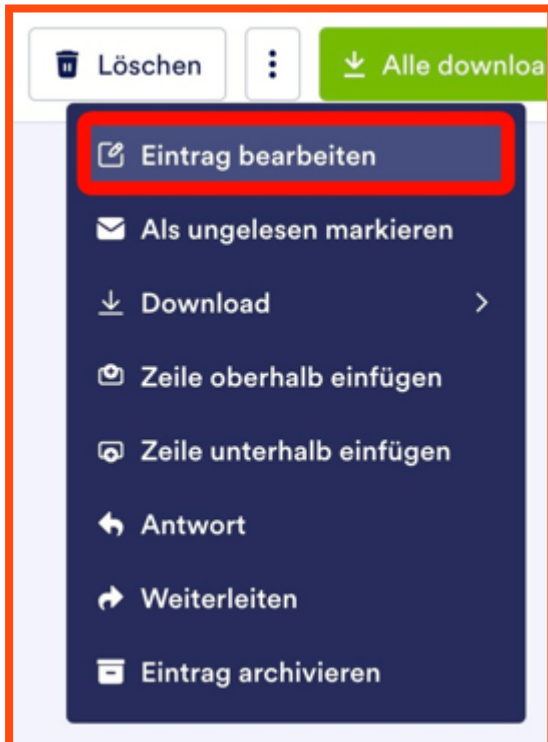 Löschen
Alle downloa
Eintrag bearbeiten
Als ungelesen markieren
Download
Zeile oberhalb einfügen
Zeile unterhalb einfügen
Antwort
Weiterleiten
Eintrag archivieren